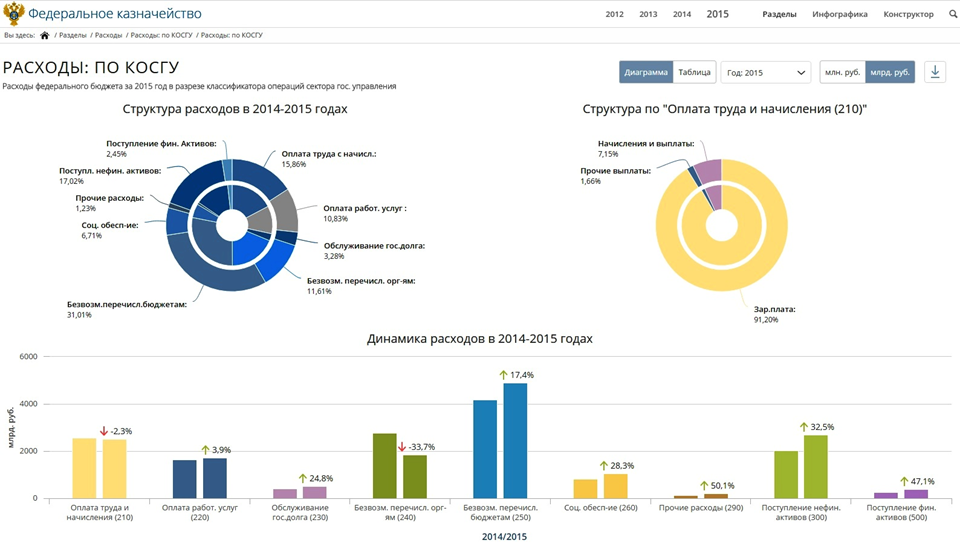 Федеральное казначейство
2012 2013 2014 2015 Разделы Инфографика Конструктор
Вы здесь: / Разделы / Расходы / Расходы: по КОСГУ / Расходы: по КОСГУ
РАСХОДЫ: ПО КОСГУ
Расходы федерального бюджета за 2015 год в разрезе классификатора операций сектора гос. управления
Диаграмма Таблица Год: 2015 млн. руб. млрд. руб.
Структура расходов в 2014-2015 годах
Поступление фин. Активов:
2,45%
Оплата труда с начисл.:
15,86%
Поступл. нефин. активов:
17,02%
Прочие расходы:
1,23%
Оплата работ. услуг :
10,83%
Соц. обесп-ие:
6,71%
Обслуживание гос.долга:
3,28%
Безвозм. перечисл. орг-ям:
11,61%
Безвозм.перечисл.бюджетам:
31,01%
Структура по "Оплата труда и начисления (210)"
Начисления и выплаты:
7,15%
Прочие выплаты:
1,66%
Зар.плата:
91,20%
Динамика расходов в 2014-2015 годах
млрд. руб.
6000
4000
2000
0
-2,3%
3,9%
24,8%
-33,7%
17,4%
28,3%
50,1%
32,5%
47,1%
Оплата труда и
начисления (210)
Оплата работ. услуг
(220)
Обслуживание
гос.долга (230)
Безвозм. перечисл. орг-
ям (240)
Безвозм. перечисл.
бюджетам (250)
Соц. обесп-ие (260)
Прочие расходы (290)
Поступление нефин.
активов (300)
Поступление фин.
активов (500)
2014/2015